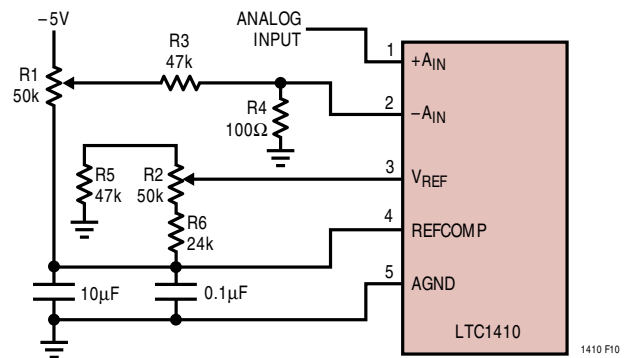 –5V
ANALOG
INPUT
R1
50k
R3
47k
1
+AIN
R4
100Ω
2
–AIN
R5
47k
R2
50k
3
VREF
R6
24k
4
REFCOMP
10µF
0.1µF
5
AGND
LTC1410
1410 F10